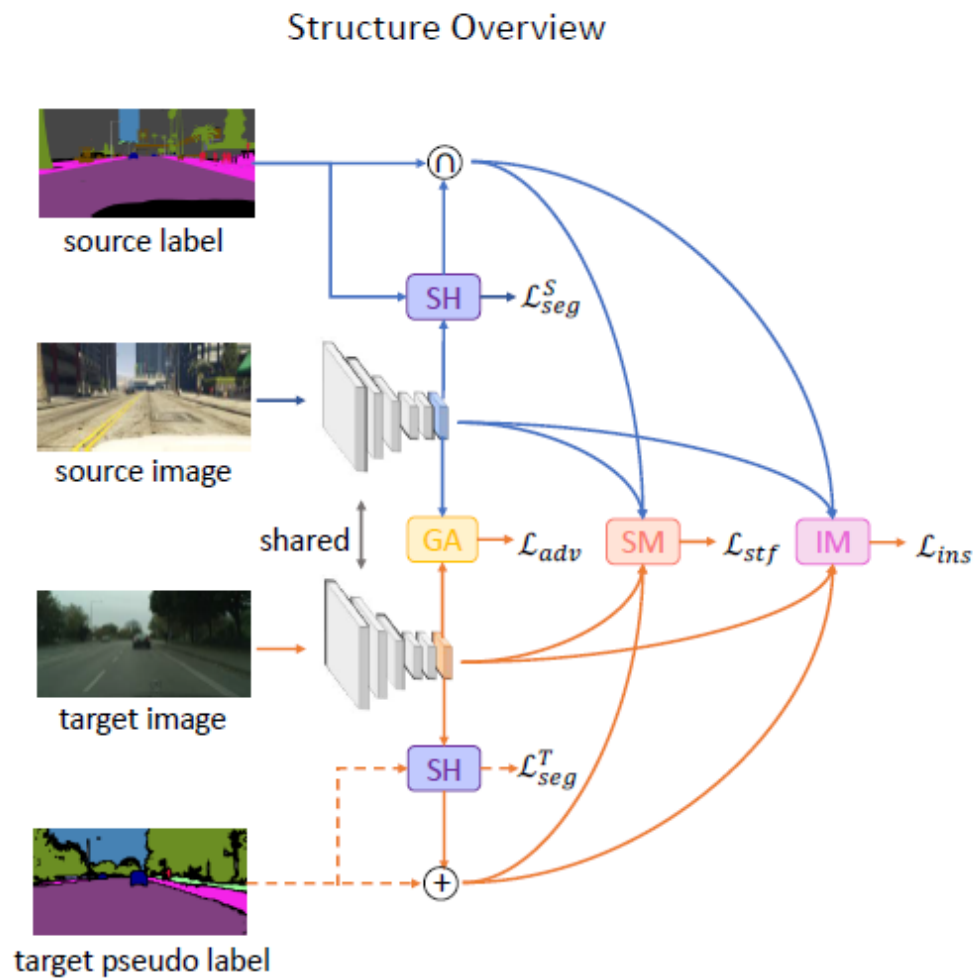 Structure Overview
∩
source label
SH
ℒ^S_seg
source image
shared
GA
ℒ_adv
SM
ℒ_stf
IM
ℒ_ins
target image
SH
ℒ^T_seg
+
target pseudo label